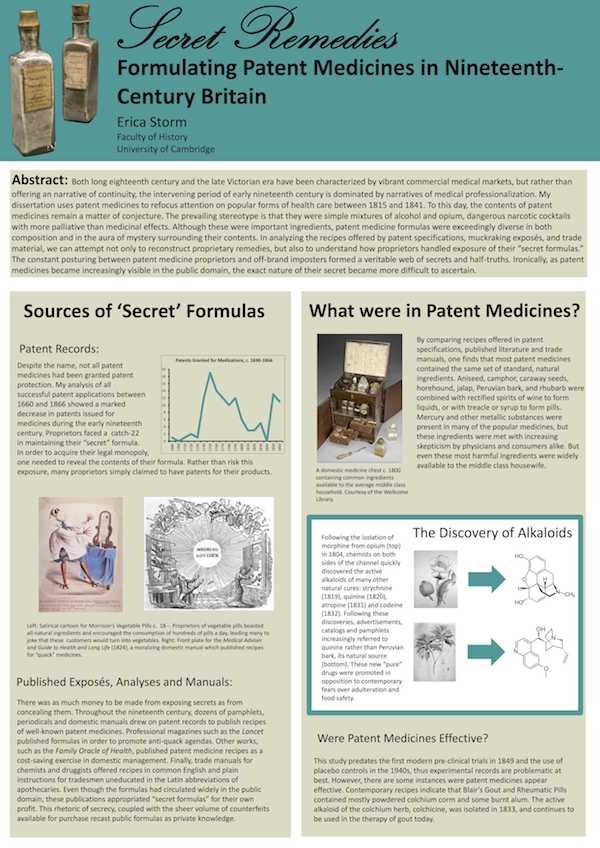 Secret Remedies
Formulating Patent Medicines in Nineteenth-
Century Britain
Erica Storm
Faculty of History
University of Cambridge
Abstract: Both long eighteenth century and the late Victorian era have been characterized by vibrant commercial medical markets, but rather than
offering an narrative of continuity, the intervening period of early nineteenth century is dominated by narratives of medical professionalization. My
dissertation uses patent medicines to refocus attention on popular forms of health care between 1815 and 1841. To this day, the contents of patent
medicines remain a matter of conjecture. The prevailing stereotype is that they were simple mixtures of alcohol and opium, dangerous narcotic cocktails
with more palliative than medicinal effects. Although these were important ingredients, patent medicine formulas were exceedingly diverse in both
composition and in the aura of mystery surrounding their contents. In analyzing the recipes offered by patent specifications, muckraking exposés, and trade
material, we can attempt not only to reconstruct proprietary remedies, but also to understand how proprietors handled exposure of their “secret formulas.”
The constant posturing between patent medicine proprietors and off-brand imposters formed a veritable web of secrets and half-truths. Ironically, as patent
medicines became increasingly visible in the public domain, the exact nature of their secret became more difficult to ascertain.
Sources of ‘Secret’ Formulas
Patent Records:
Despite the name, not all patent
medicines had been granted patent
protection. My analysis of all
successful patent applications between
1660 and 1866 showed a marked
decrease in patents issued for
medicines during the early nineteenth
century. Proprietors faced a  catch-22
in maintaining their “secret” formula.
In order to acquire their legal monopoly,
one needed to reveal the contents of their formula. Rather than risk this
exposure, many proprietors simply claimed to have patents for their products.
Patents Granted for Medications, c. 1690-1866
Left: Satirical cartoon for Morrison’s Vegetable Pills c.  18--. Proprietors of vegetable pills boasted
all-natural ingredients and encouraged the consumption of hundreds of pills a day, leading many to
joke that these  customers would turn into vegetables. Right: Front plate for the Medical Adviser
and Guide to Health and Long Life (1824), a moralizing domestic manual which published recipes
for “quack” medicines.
Published Exposés, Analyses and Manuals:
There was as much money to be made from exposing secrets as from
concealing them. Throughout the nineteenth century, dozens of pamphlets,
periodicals and domestic manuals drew on patent records to publish recipes
of well-known patent medicines. Professional magazines such as the Lancet
published formulas in order to promote anti-quack agendas. Other works,
such as the Family Oracle of Health, published patent medicine recipes as a
cost-saving exercise in domestic management. Finally, trade manuals for
chemists and druggists offered recipes in common English and plain
instructions for tradesmen uneducated in the Latin abbreviations of
apothecaries. Even though the formulas had circulated widely in the public
domain, these publications appropriated “secret formulas” for their own
profit. This rhetoric of secrecy, coupled with the sheer volume of counterfeits
available for purchase recast public formulas as private knowledge.
What were in Patent Medicines?
A domestic medicine chest c. 1800
containing common ingredients
available to the average middle class
household. Courtesy of the Wellcome
Library.
By comparing recipes offered in patent
specifications, published literature and trade
manuals, one finds that most patent medicines
contained the same set of standard, natural
ingredients. Aniseed, camphor, caraway seeds,
horehound, jalap, Peruvian bark, and rhubarb were
combined with rectified spirits of wine to form
liquids, or with treacle or syrup to form pills.
Mercury and other metallic substances were
present in many of the popular medicines, but
these ingredients were met with increasing
skepticism by physicians and consumers alike. But
even these most harmful ingredients were widely
available to the middle class housewife.
The Discovery of Alkaloids
Following the isolation of
morphine from opium (top)
in 1804, chemists on both
sides of the channel quickly
discovered the active
alkaloids of many other
natural cures: strychnine
(1819), quinine (1820),
atropine (1831) and codeine
(1832). Following these
discoveries, advertisements,
catalogs and pamphlets
increasingly referred to
quinine rather than Peruvian
bark, its natural source
(bottom). These new “pure”
drugs were promoted in
opposition to contemporary
fears over adulteration and
food safety.
Were Patent Medicines Effective?
This study predates the first modern pre-clinical trials in 1849 and the use of
placebo controls in the 1940s, thus experimental records are problematic at
best. However, there are some instances were patent medicines appear
effective. Contemporary recipes indicate that Blair’s Gout and Rheumatic Pills
contained mostly powdered colchium corm and some burnt alum. The active
alkaloid of the colchium herb, colchicine, was isolated in 1833, and continues to
be used in the therapy of gout today.